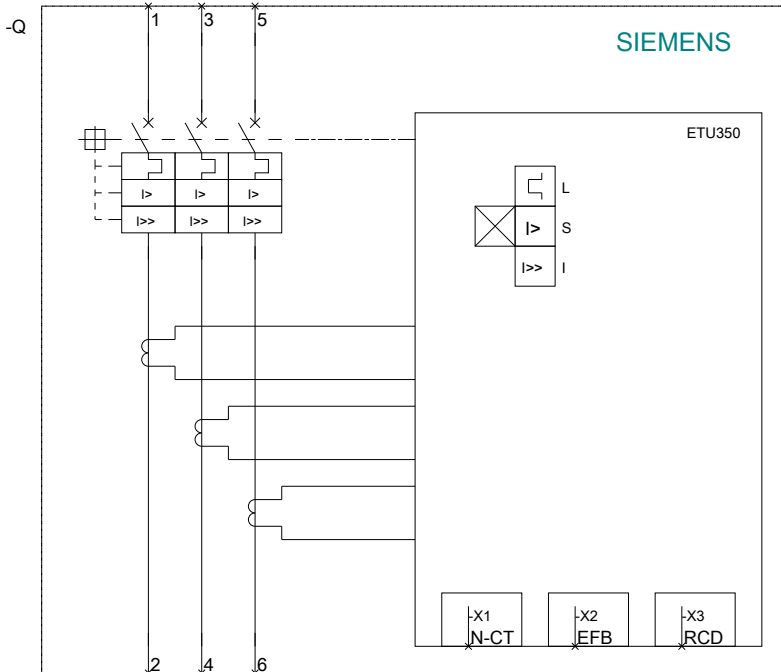 -Q
1 3 5
SIEMENS
ETU350
L
I> I> I> I> S
I>> I>> I>> I>> I
-X1 -X2 -X3
N-CT EFB RCD
2 4 6